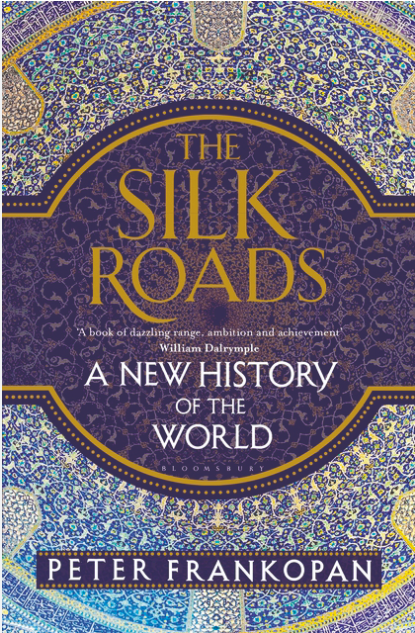 THE
SILK
ROADS
'A book of dazzling range, ambition and achievement'
William Dalrymple
A NEW HISTORY
OF THE
WORLD
BLOOMSBURY
PETER FRANKOPAN